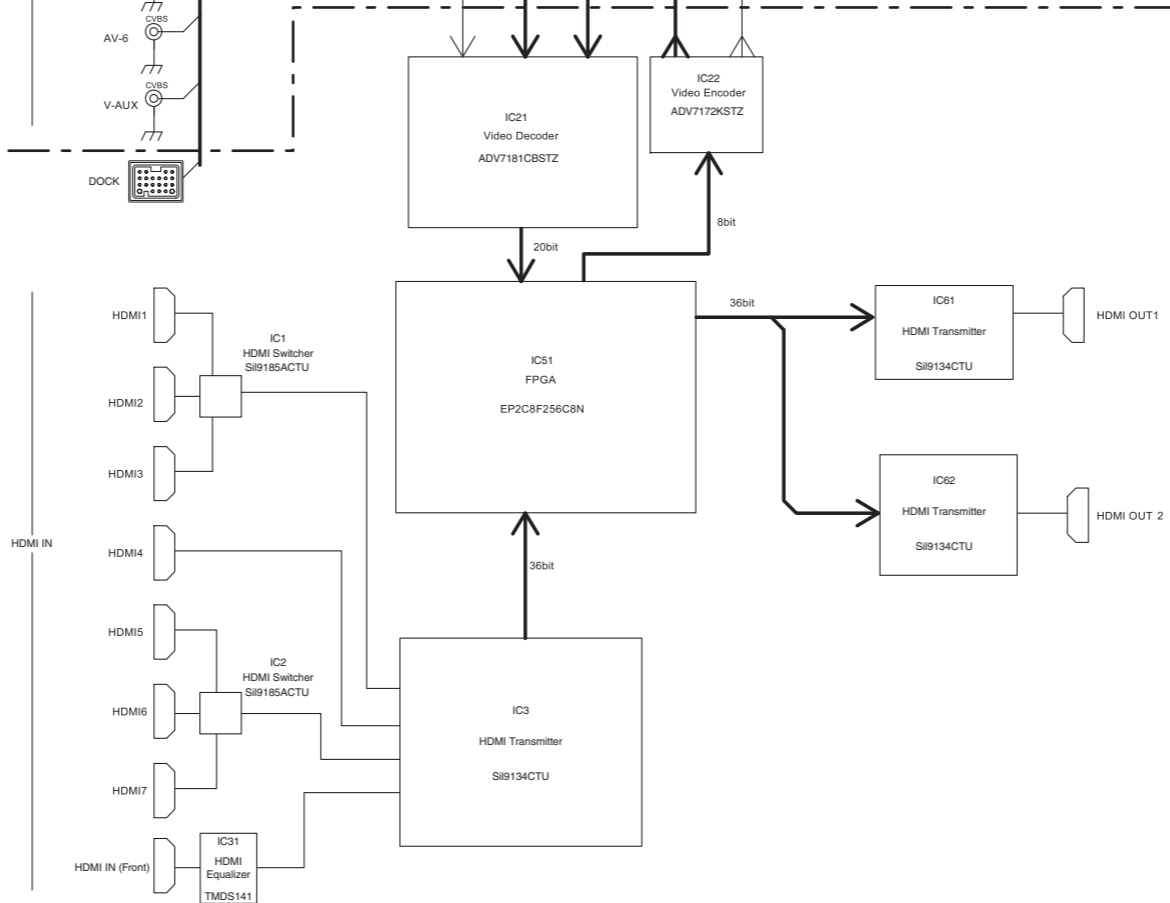 CVBS
AV-6
CVBS
V-AUX
DOCK
IC21
Video Decoder
ADV7181CBSTZ
IC22
Video Encoder
ADV7172KSTZ
20bit
8bit
HDMI IN
HDMI1
HDMI2
HDMI3
HDMI4
HDMI5
HDMI6
HDMI7
HDMI IN (Front)
IC1
HDMI Switcher
SiI9185ACTU
IC2
HDMI Switcher
SiI9185ACTU
IC31
HDMI
Equalizer
TMDS141
IC51
FPGA
EP2C8F256C8N
36bit
IC3
HDMI Transmitter
SiI9134CTU
36bit
IC61
HDMI Transmitter
SiI9134CTU
HDMI OUT1
IC62
HDMI Transmitter
SiI9134CTU
HDMI OUT 2